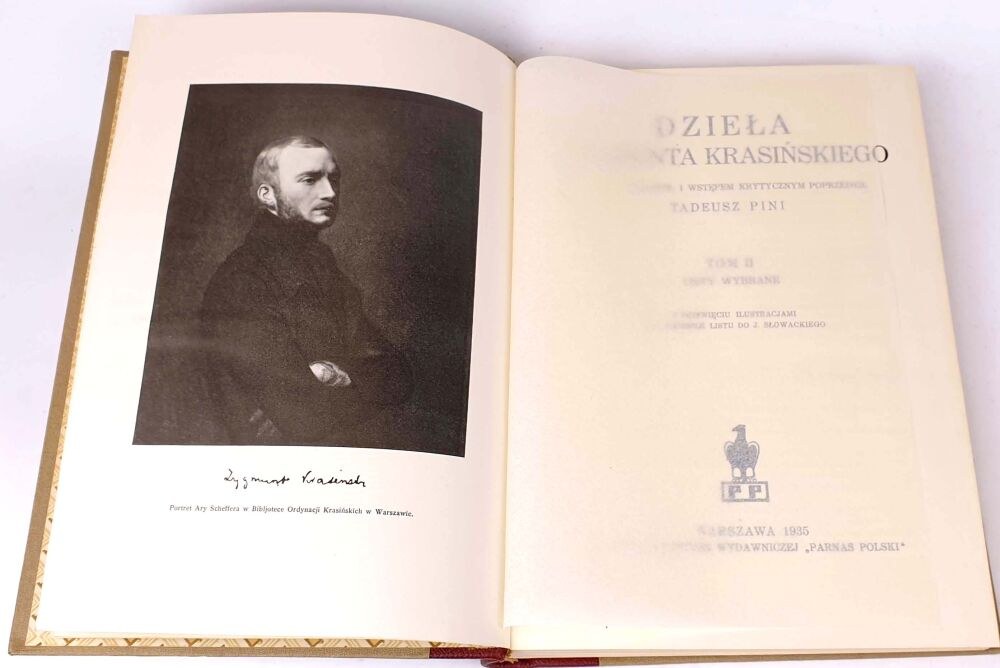 Zygmunt Krasiński
Portret Ary Scheffera w Bibljotece Ordynacji Krasińskich w Warszawie.
DZIEŁA
KRASIŃSKIEGO
I WSTĘPEM KRYTYCZNYM POPRZEDZIŁ
TADEUSZ PINI
TOM II
WYBRANE
ILUSTRACJAMI
LISTU DO J. SŁOWACKIEGO
PP
WARSZAWA 1935
WYDAWNICZEJ „PARNAS POLSKI"